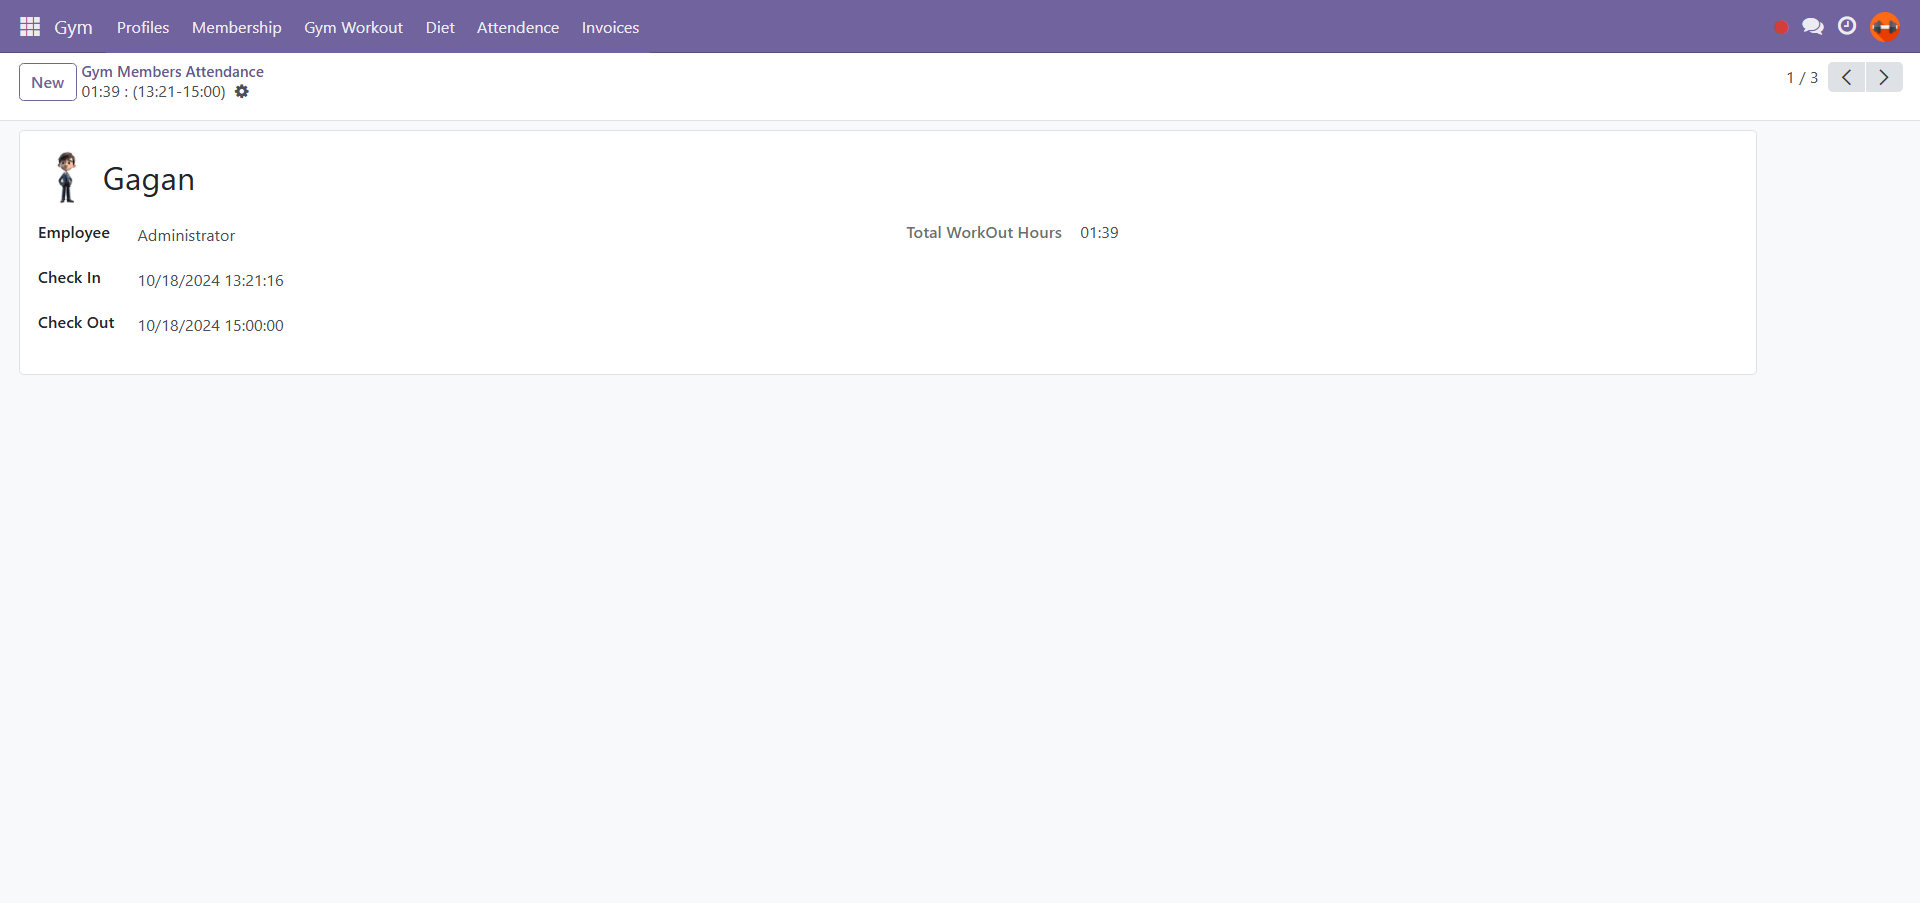 Gym Profiles Membership Gym Workout Diet Attendence Invoices
New
Gym Members Attendance
01:39 : (13:21-15:00)
1 / 3
Gagan
Employee Administrator
Total WorkOut Hours 01:39
Check In 10/18/2024 13:21:16
Check Out 10/18/2024 15:00:00